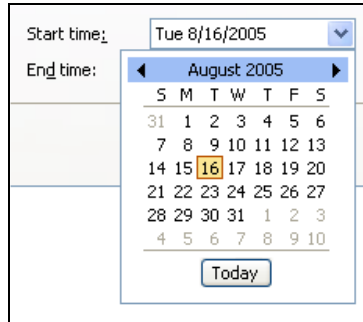 Start time: Tue 8/16/2005
End time:
August 2005
S M T W T F S
31 1 2 3 4 5 6
7 8 9 10 11 12 13
14 15 16 17 18 19 20
21 22 23 24 25 26 27
28 29 30 31 1 2 3
4 5 6 7 8 9 10
Today